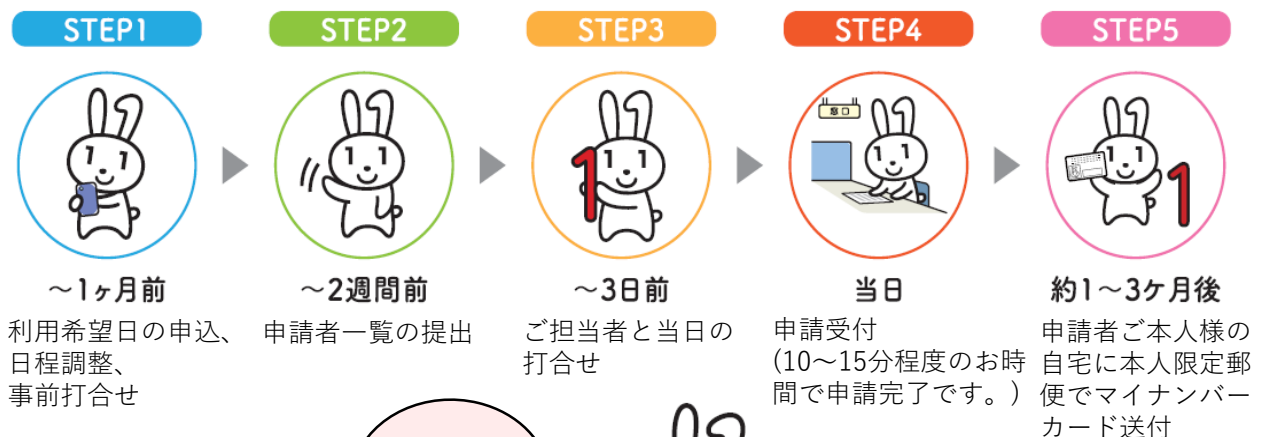 STEP1
STEP2
STEP3
STEP4
STEP5
窓口
1
1
～1ヶ月前
利用希望日の申込、
日程調整、
事前打合せ
～2週間前
申請者一覧の提出
～3日前
ご担当者と当日の
打合せ
当日
申請受付
(10～15分程度のお時
間で申請完了です。)
約1～3ケ月後
申請者ご本人様の
自宅に本人限定郵
便でマイナンバー
カード送付